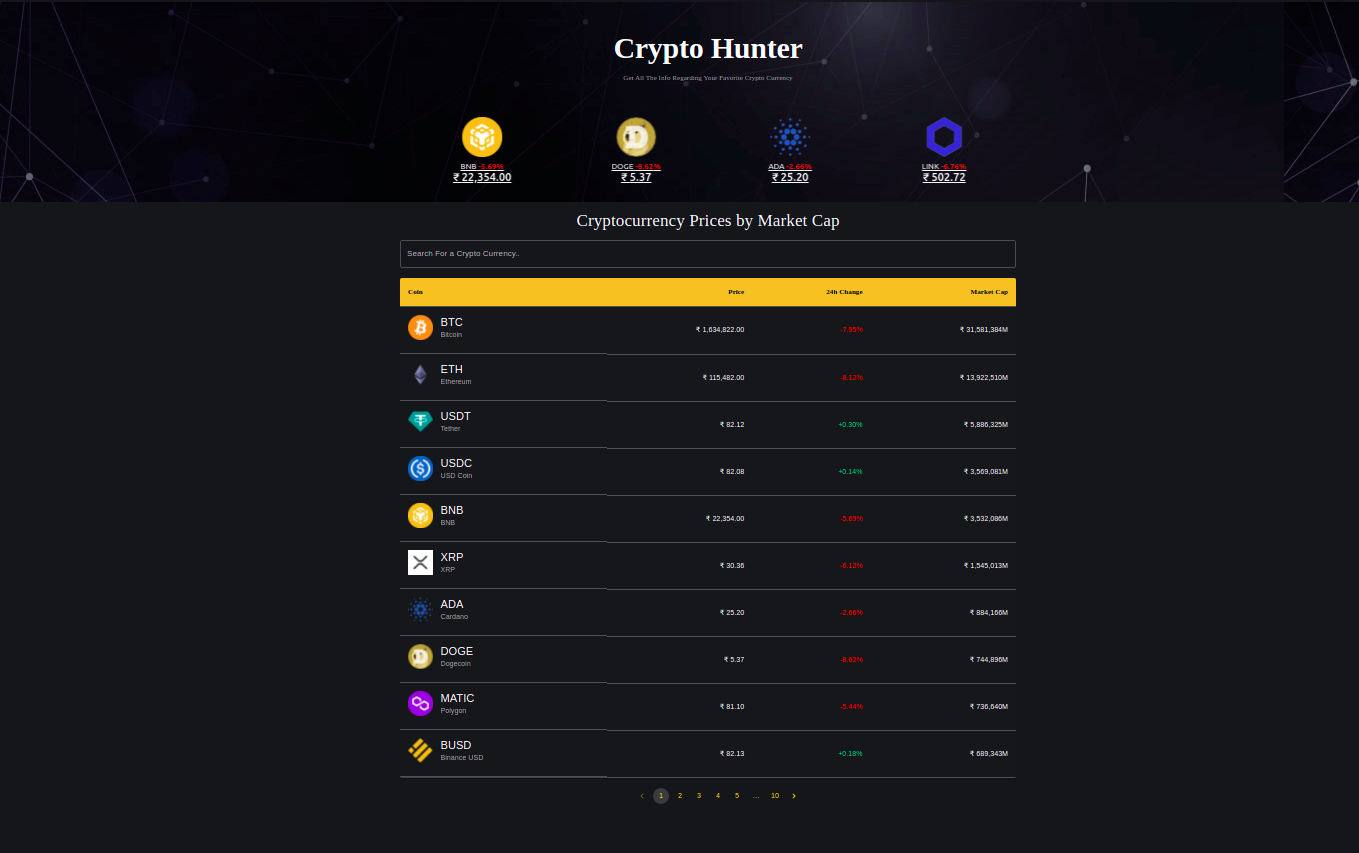 Crypto Hunter
Get All The Info Regarding Your Favorite Crypto Currency
BNB DOGE -8.62% ADA -2.66% LINK -6.76%
₹ 22,354.00 ₹ 5.37 ₹ 25.20 ₹ 502.72
Cryptocurrency Prices by Market Cap
Search For a Crypto Currency..
Coins Price 24h Change Market Cap
BTC
Bitcoin
₹ 1,634,822.00 -7.95% ₹ 31,581,384M
ETH
Ethereum
₹ 115,482.00 -8.12% ₹ 13,922,510M
USDT
Tether
₹ 82.12 +0.30% ₹ 5,886,325M
USDC
USD Coin
₹ 82.08 +0.14% ₹ 3,569,081M
BNB
BNB
₹ 22,354.00 ₹ 3,532,086M
XRP
XRP
₹ 30.36 -6.12% ₹ 1,545,013M
ADA
Cardano
₹ 25.20 -2.66% ₹ 884,166M
DOGE
Dogecoin
₹ 5.37 -8.62% ₹ 744,896M
MATIC
Polygon
₹ 81.10 -5.44% ₹ 736,640M
BUSD
Binance USD
₹ 82.13 +0.18% ₹ 689,343M
‹ 1 2 3 4 5 ... 10 ›